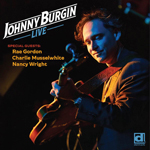 JOHNNY BURGIN
LIVE
SPECIAL GUESTS:
Rae Gordon
Charlie Musselwhite
Nancy Wright